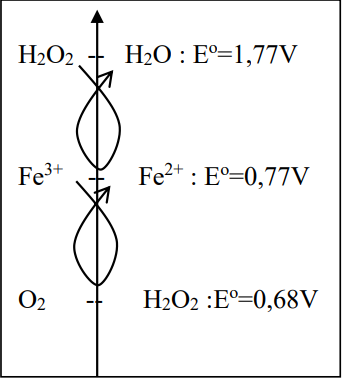 H₂O₂ -- H₂O : Eº=1,77V
Fe³⁺ -- Fe²⁺ : Eº=0,77V
O₂ -- H₂O₂ :Eº=0,68V